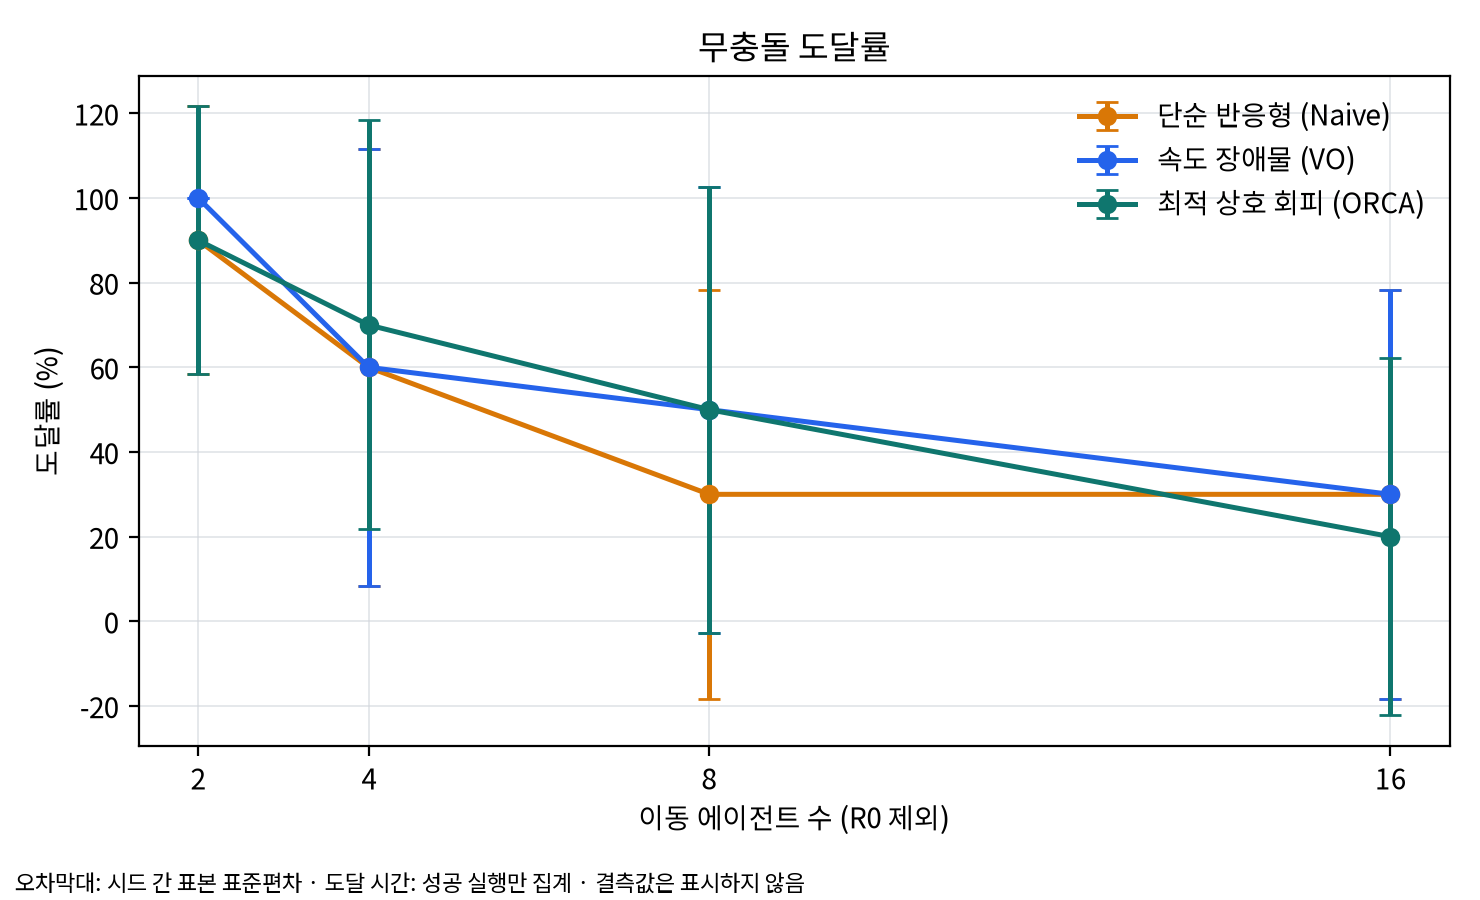 무충돌 도달률
120
100
80
60
40
20
0
-20
도달률 (%)
단순 반응형 (Naive)
속도 장애물 (VO)
최적 상호 회피 (ORCA)
2 4 8 16
이동 에이전트 수 (R0 제외)
오차막대: 시드 간 표본 표준편차 · 도달 시간: 성공 실행만 집계 · 결측값은 표시하지 않음